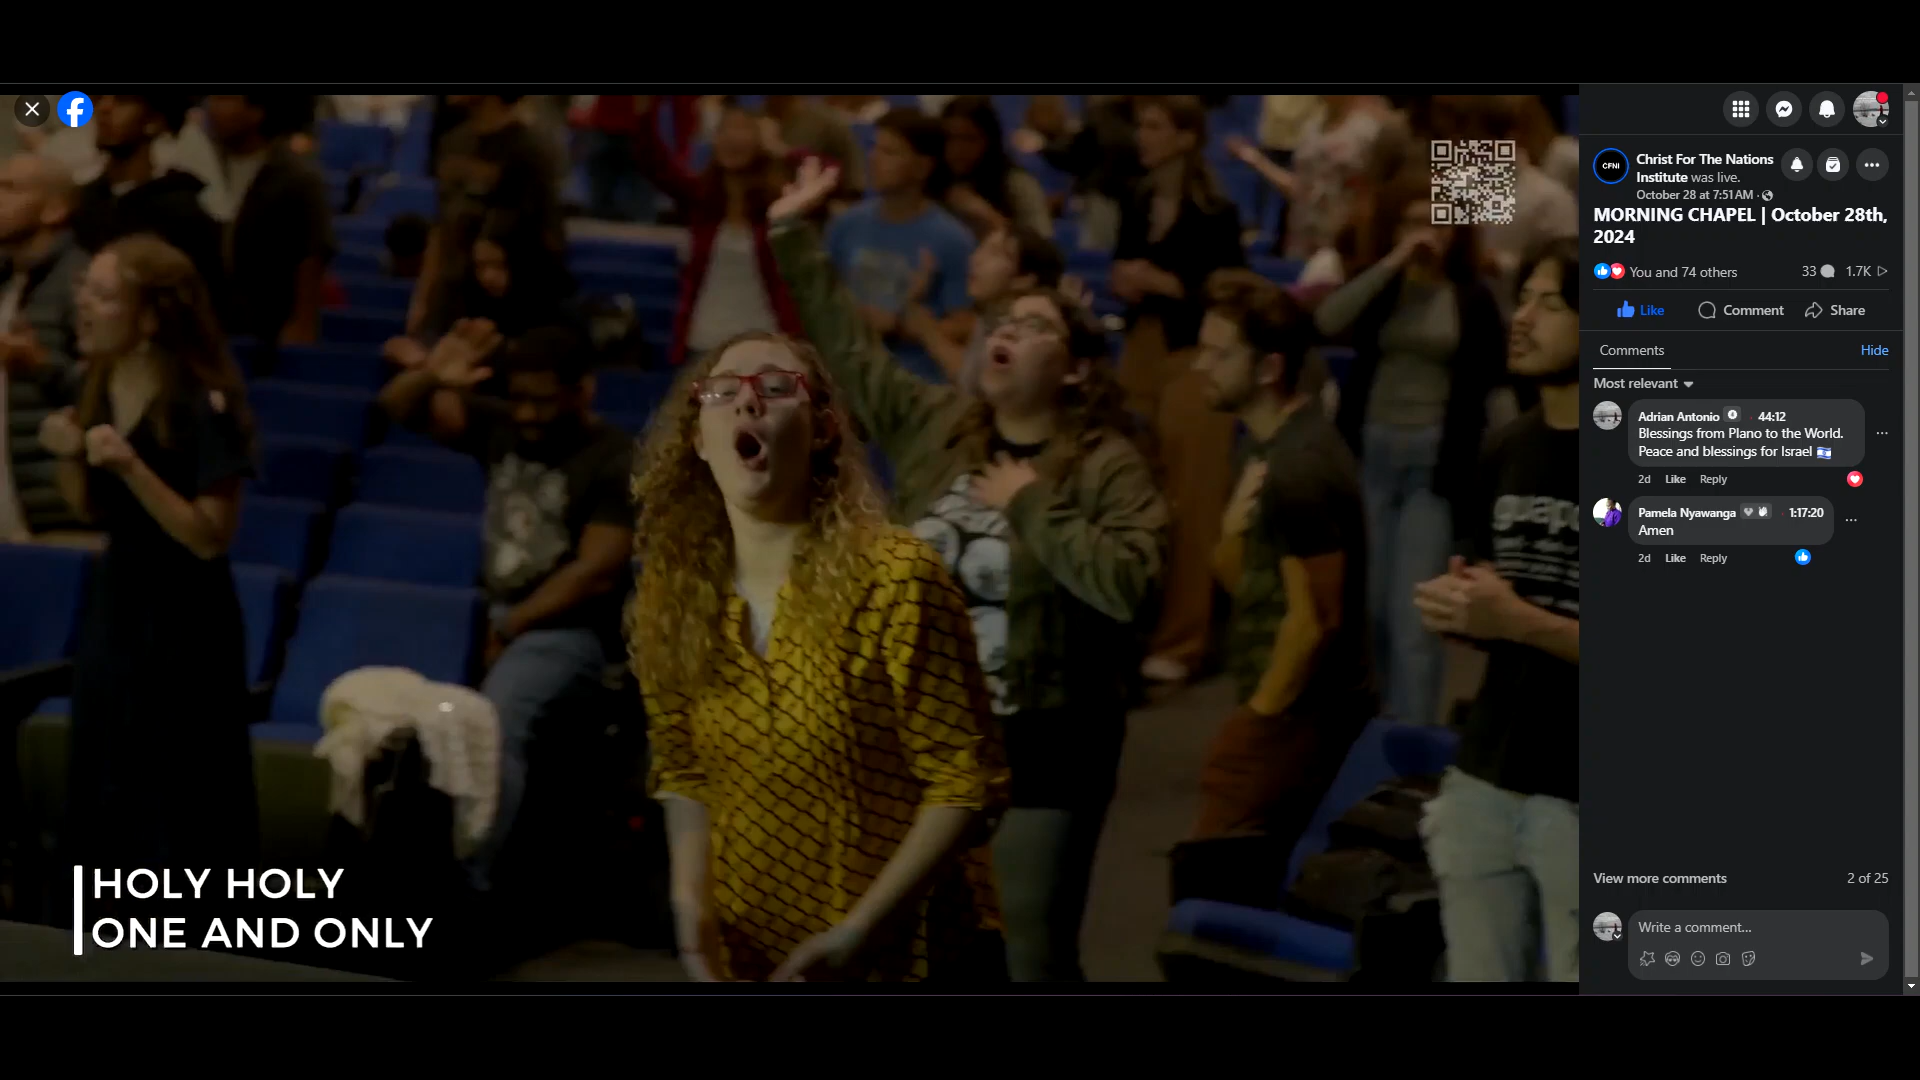 CFNI
Christ For The Nations
Institute was live.
October 28 at 7:51 AM ·
MORNING CHAPEL | October 28th,
2024
You and 74 others
33
1.7K
Like
Comment
Share
Comments
Hide
Most relevant
Adrian Antonio · 44:12
Blessings from Plano to the World.
Peace and blessings for Israel 🇮🇱
2d Like Reply
Pamela Nyawanga · 1:17:20
Amen
2d Like Reply
guapo
HOLY HOLY
ONE AND ONLY
View more comments
2 of 25
Write a comment...